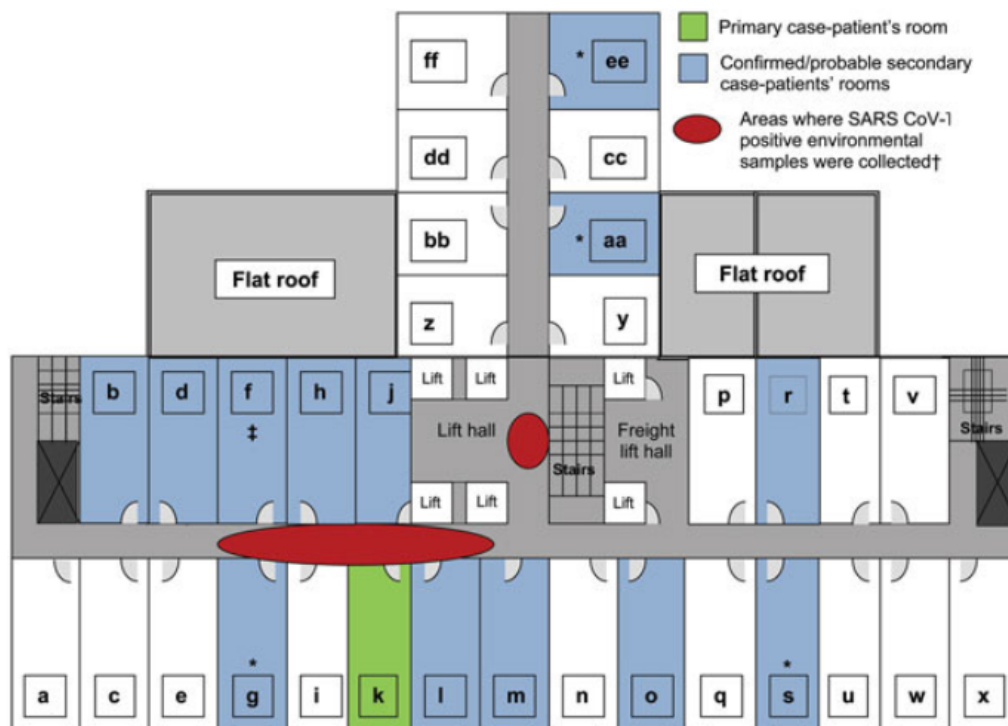 ff
* ee
Primary case-patient's room
Confirmed/probable secondary
case-patients' rooms
Areas where SARS CoV-1
positive environmental
samples were collected†
dd
cc
bb
* aa
Flat roof
Flat roof
z
y
Stairs
b
d
f
h
j
Lift
Lift
Lift
p
r
t
v
Stairs
‡
Lift hall
Freight
lift hall
Stairs
Lift
Lift
Lift
*
*
a
c
e
g
i
k
l
m
n
o
q
s
u
w
x